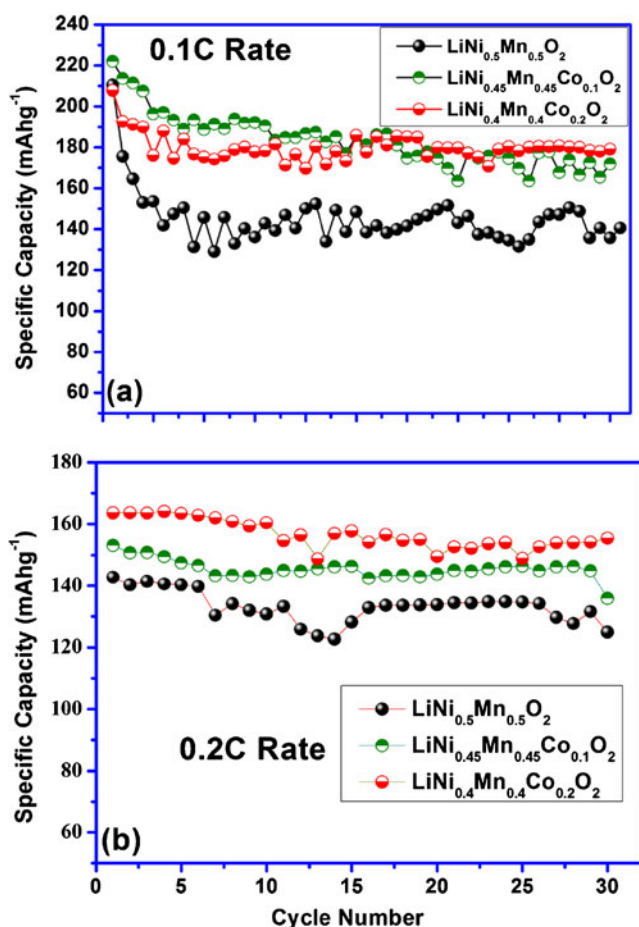 240
220
200
180
160
140
120
100
80
60
Specific Capacity (mAhg⁻¹)
0.1C Rate
LiNi₀.₅Mn₀.₅O₂
LiNi₀.₄₅Mn₀.₄₅Co₀.₁O₂
LiNi₀.₄Mn₀.₄Co₀.₂O₂
(a)
180
160
140
120
100
80
60
Specific Capacity (mAhg⁻¹)
LiNi₀.₅Mn₀.₅O₂
LiNi₀.₄₅Mn₀.₄₅Co₀.₁O₂
LiNi₀.₄Mn₀.₄Co₀.₂O₂
0.2C Rate
(b)
0 5 10 15 20 25 30
Cycle Number